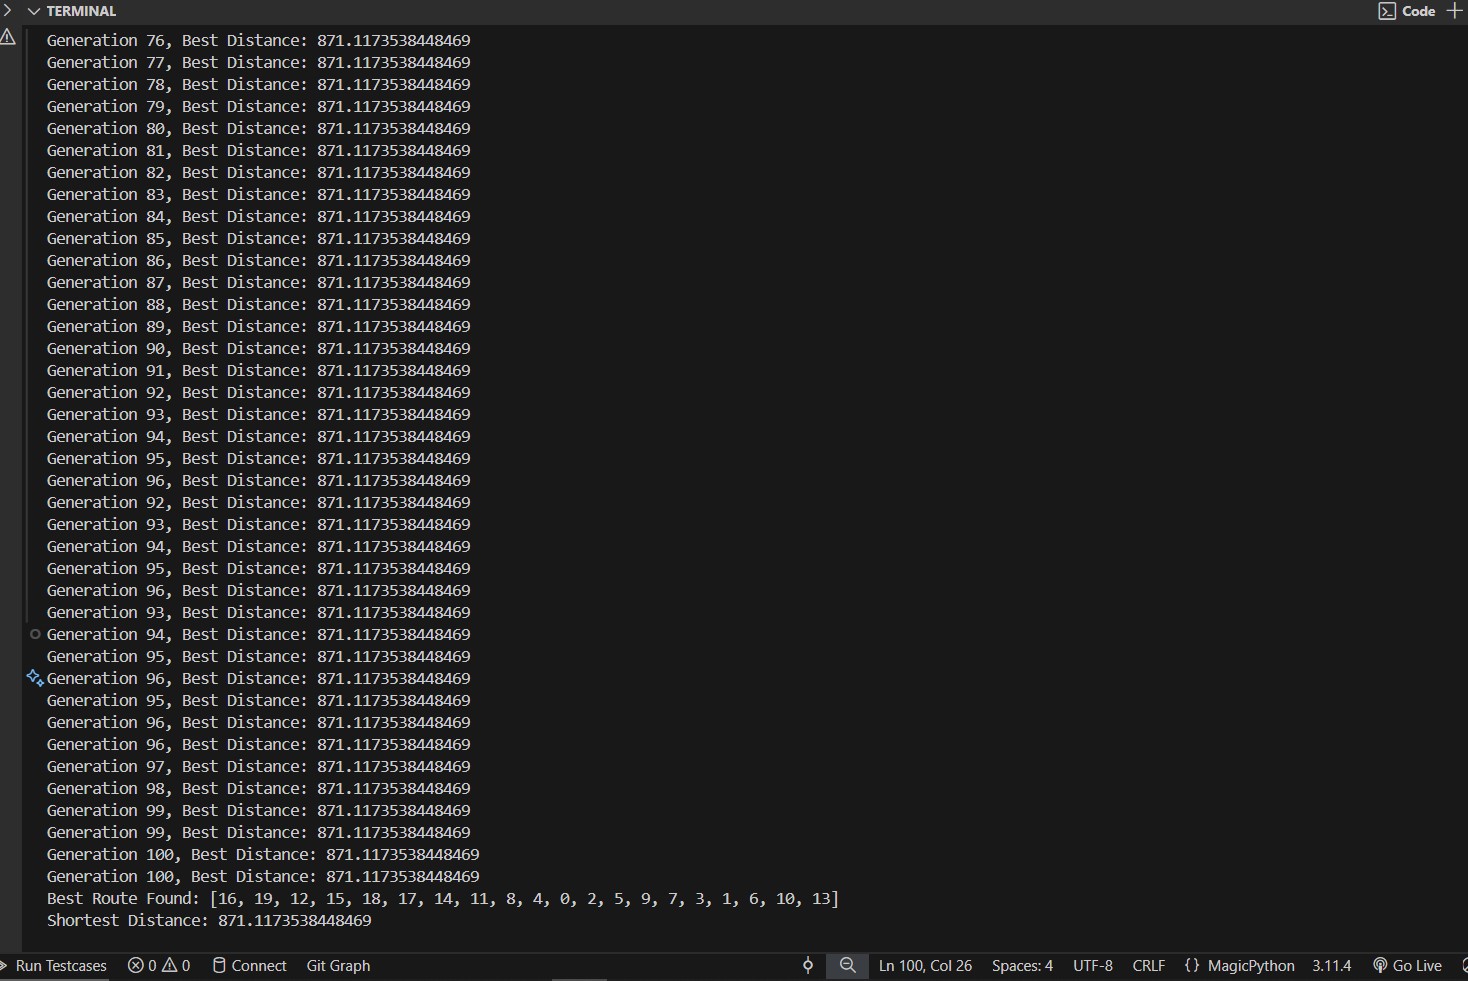 TERMINAL
Code
Generation 76, Best Distance: 871.1173538448469
Generation 77, Best Distance: 871.1173538448469
Generation 78, Best Distance: 871.1173538448469
Generation 79, Best Distance: 871.1173538448469
Generation 80, Best Distance: 871.1173538448469
Generation 81, Best Distance: 871.1173538448469
Generation 82, Best Distance: 871.1173538448469
Generation 83, Best Distance: 871.1173538448469
Generation 84, Best Distance: 871.1173538448469
Generation 85, Best Distance: 871.1173538448469
Generation 86, Best Distance: 871.1173538448469
Generation 87, Best Distance: 871.1173538448469
Generation 88, Best Distance: 871.1173538448469
Generation 89, Best Distance: 871.1173538448469
Generation 90, Best Distance: 871.1173538448469
Generation 91, Best Distance: 871.1173538448469
Generation 92, Best Distance: 871.1173538448469
Generation 93, Best Distance: 871.1173538448469
Generation 94, Best Distance: 871.1173538448469
Generation 95, Best Distance: 871.1173538448469
Generation 96, Best Distance: 871.1173538448469
Generation 92, Best Distance: 871.1173538448469
Generation 93, Best Distance: 871.1173538448469
Generation 94, Best Distance: 871.1173538448469
Generation 95, Best Distance: 871.1173538448469
Generation 96, Best Distance: 871.1173538448469
Generation 93, Best Distance: 871.1173538448469
Generation 94, Best Distance: 871.1173538448469
Generation 95, Best Distance: 871.1173538448469
Generation 96, Best Distance: 871.1173538448469
Generation 95, Best Distance: 871.1173538448469
Generation 96, Best Distance: 871.1173538448469
Generation 96, Best Distance: 871.1173538448469
Generation 97, Best Distance: 871.1173538448469
Generation 98, Best Distance: 871.1173538448469
Generation 99, Best Distance: 871.1173538448469
Generation 99, Best Distance: 871.1173538448469
Generation 100, Best Distance: 871.1173538448469
Generation 100, Best Distance: 871.1173538448469
Best Route Found: [16, 19, 12, 15, 18, 17, 14, 11, 8, 4, 0, 2, 5, 9, 7, 3, 1, 6, 10, 13]
Shortest Distance: 871.1173538448469
Run Testcases 0 0 Connect Git Graph Ln 100, Col 26 Spaces: 4 UTF-8 CRLF {} MagicPython 3.11.4 Go Live